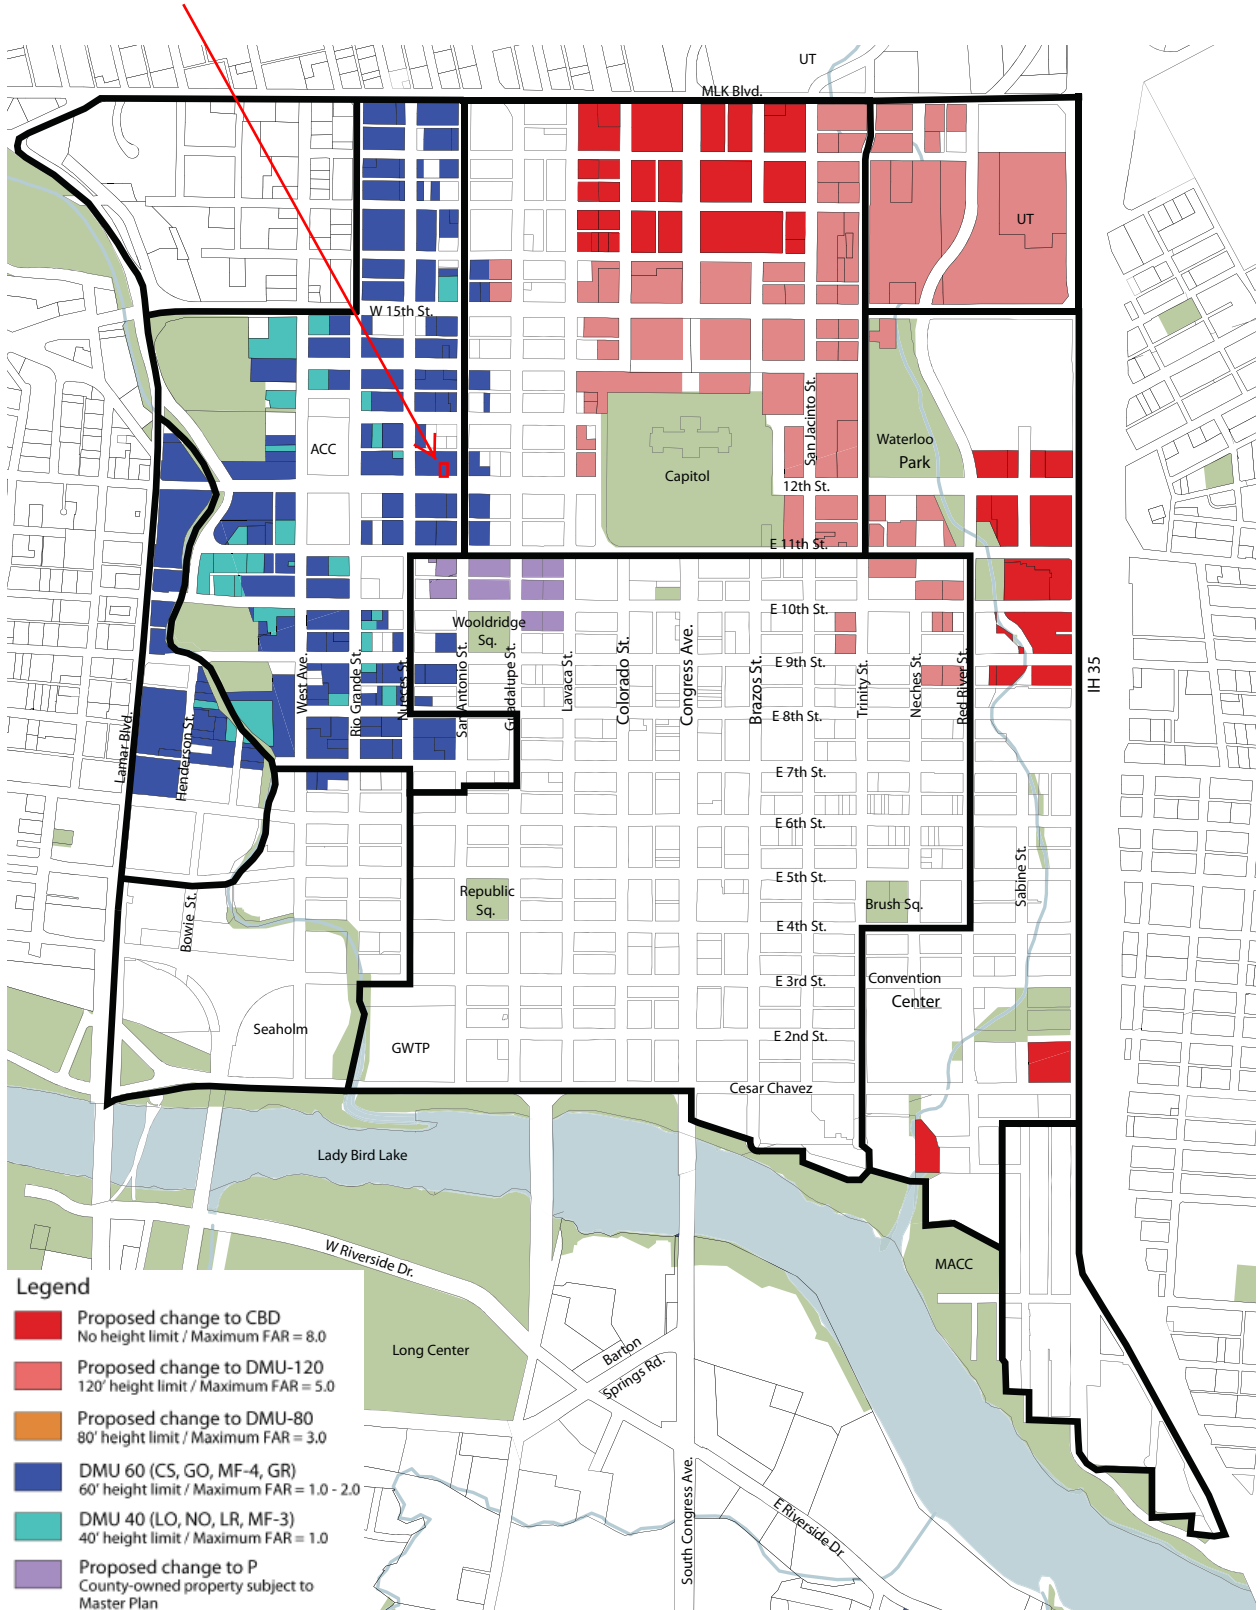 UT
MLK Blvd.
UT
W 15th St.
San Jacinto St.
ACC
Waterloo
Park
Capitol
12th St.
E 11th St.
E 10th St.
Wooldridge
Sq.
E 9th St.
West Ave.
Rio Grande St.
Nueces St.
San Antonio St.
Guadalupe St.
Lavaca St.
Colorado St.
Congress Ave.
Brazos St.
Trinity St.
Neches St.
Red River St.
IH 35
E 8th St.
Lamar Blvd.
Henderson St.
E 7th St.
E 6th St.
E 5th St.
Sabine St.
Republic
Sq.
Brush Sq.
Bowie St.
E 4th St.
E 3rd St.
Convention
Center
Seaholm
E 2nd St.
GWTP
Cesar Chavez
Lady Bird Lake
W Riverside Dr.
MACC
Long Center
Barton
Springs Rd.
South Congress Ave.
E Riverside Dr
Legend
Proposed change to CBD
No height limit / Maximum FAR = 8.0
Proposed change to DMU-120
120' height limit / Maximum FAR = 5.0
Proposed change to DMU-80
80' height limit / Maximum FAR = 3.0
DMU 60 (CS, GO, MF-4, GR)
60' height limit / Maximum FAR = 1.0 - 2.0
DMU 40 (LO, NO, LR, MF-3)
40' height limit / Maximum FAR = 1.0
Proposed change to P
County-owned property subject to
Master Plan